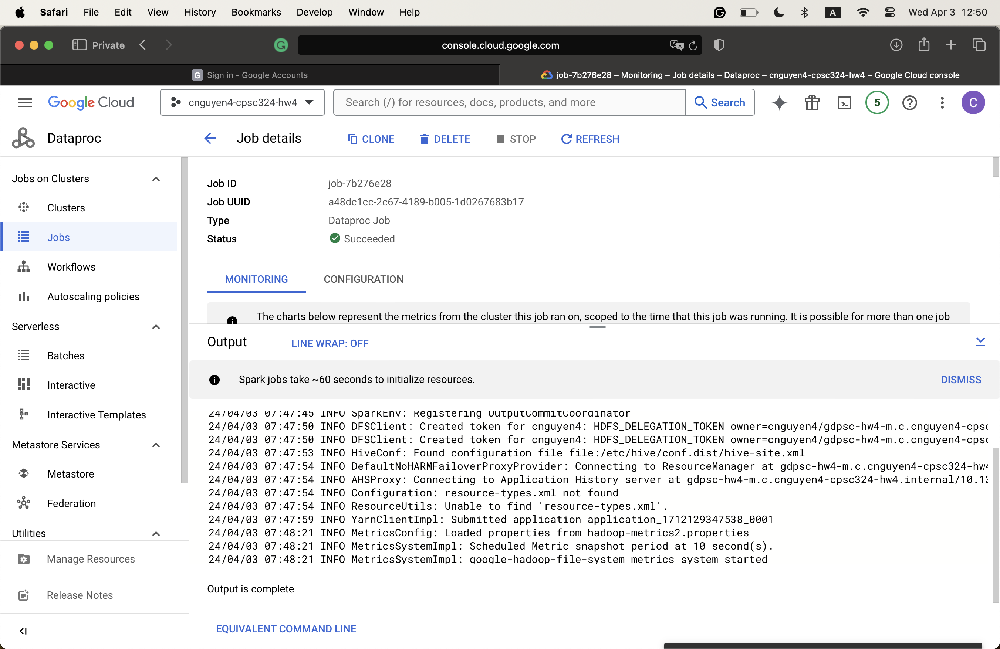 Safari File Edit View History Bookmarks Develop Window Help A Wed Apr 3 12:50
Private console.cloud.google.com
G Sign in - Google Accounts job-7b276e28 – Monitoring – Job details – Dataproc – cnguyen4-cpsc324-hw4 – Google Cloud console
Google Cloud cnguyen4-cpsc324-hw4 Search (/) for resources, docs, products, and more Search 5 C
Dataproc
Job details CLONE DELETE STOP REFRESH
Jobs on Clusters
Clusters
Jobs
Workflows
Autoscaling policies
Serverless
Batches
Interactive
Interactive Templates
Metastore Services
Metastore
Federation
Utilities
Manage Resources
Release Notes
Job ID job-7b276e28
Job UUID a48dc1cc-2c67-4189-b005-1d0267683b17
Type Dataproc Job
Status Succeeded
MONITORING CONFIGURATION
The charts below represent the metrics from the cluster this job ran on, scoped to the time that this job was running. It is possible for more than one job
Output LINE WRAP: OFF
Spark jobs take ~60 seconds to initialize resources. DISMISS
24/04/03 07:47:45 INFO SparkEnv: Registering OutputCommitCoordinator
24/04/03 07:47:50 INFO DFSClient: Created token for cnguyen4: HDFS_DELEGATION_TOKEN owner=cnguyen4/gdpsc-hw4-m.c.cnguyen4-cpsc
24/04/03 07:47:50 INFO DFSClient: Created token for cnguyen4: HDFS_DELEGATION_TOKEN owner=cnguyen4/gdpsc-hw4-m.c.cnguyen4-cpsc
24/04/03 07:47:53 INFO HiveConf: Found configuration file file:/etc/hive/conf.dist/hive-site.xml
24/04/03 07:47:54 INFO DefaultNoHARMFailoverProxyProvider: Connecting to ResourceManager at gdpsc-hw4-m.c.cnguyen4-cpsc324-hw4
24/04/03 07:47:54 INFO AHSProxy: Connecting to Application History server at gdpsc-hw4-m.c.cnguyen4-cpsc324-hw4.internal/10.13
24/04/03 07:47:54 INFO Configuration: resource-types.xml not found
24/04/03 07:47:54 INFO ResourceUtils: Unable to find 'resource-types.xml'.
24/04/03 07:47:59 INFO YarnClientImpl: Submitted application application_1712129347538_0001
24/04/03 07:48:21 INFO MetricsConfig: Loaded properties from hadoop-metrics2.properties
24/04/03 07:48:21 INFO MetricsSystemImpl: Scheduled Metric snapshot period at 10 second(s).
24/04/03 07:48:21 INFO MetricsSystemImpl: google-hadoop-file-system metrics system started
Output is complete
EQUIVALENT COMMAND LINE